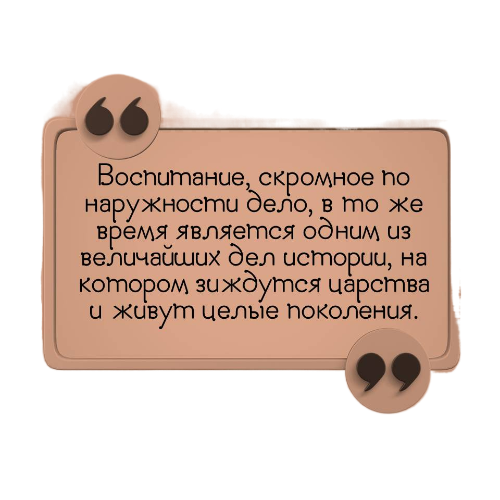 Воспитание, скромное по
наружности дело, в то же
время является одним из
величайших дел истории, на
котором зиждутся царства
и живут целые поколения.